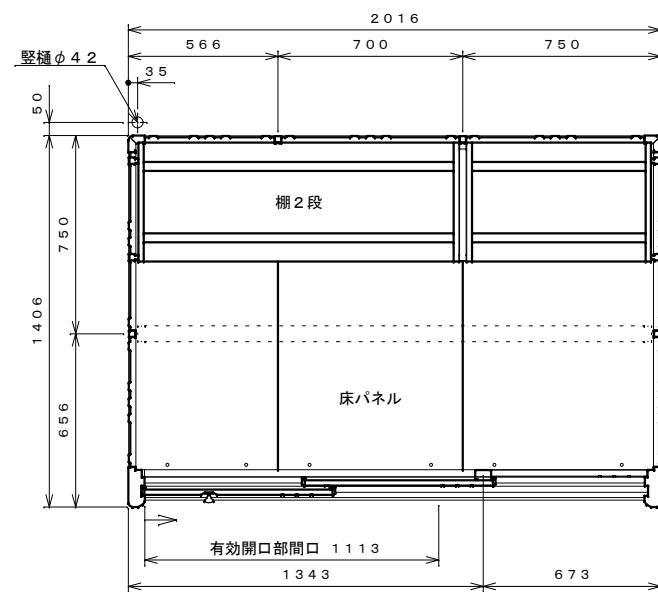 ２０１６
５６６
７００
７５０
竪樋φ４２
３５
５０
７５０
１４０６
６５６
棚２段
床パネル
有効開口部間口 １１１３
１３４３
６７３